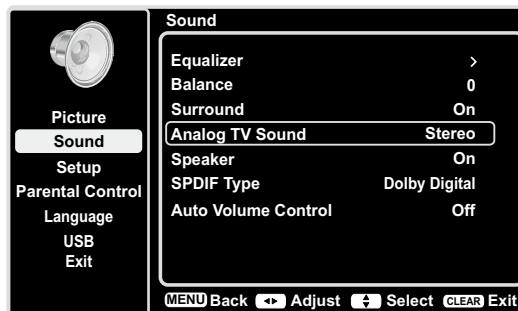 Sound
Equalizer >
Balance 0
Surround On
Analog TV Sound Stereo
Speaker On
SPDIF Type Dolby Digital
Auto Volume Control Off
Picture
Sound
Setup
Parental Control
Language
USB
Exit
MENU Back Adjust Select CLEAR Exit